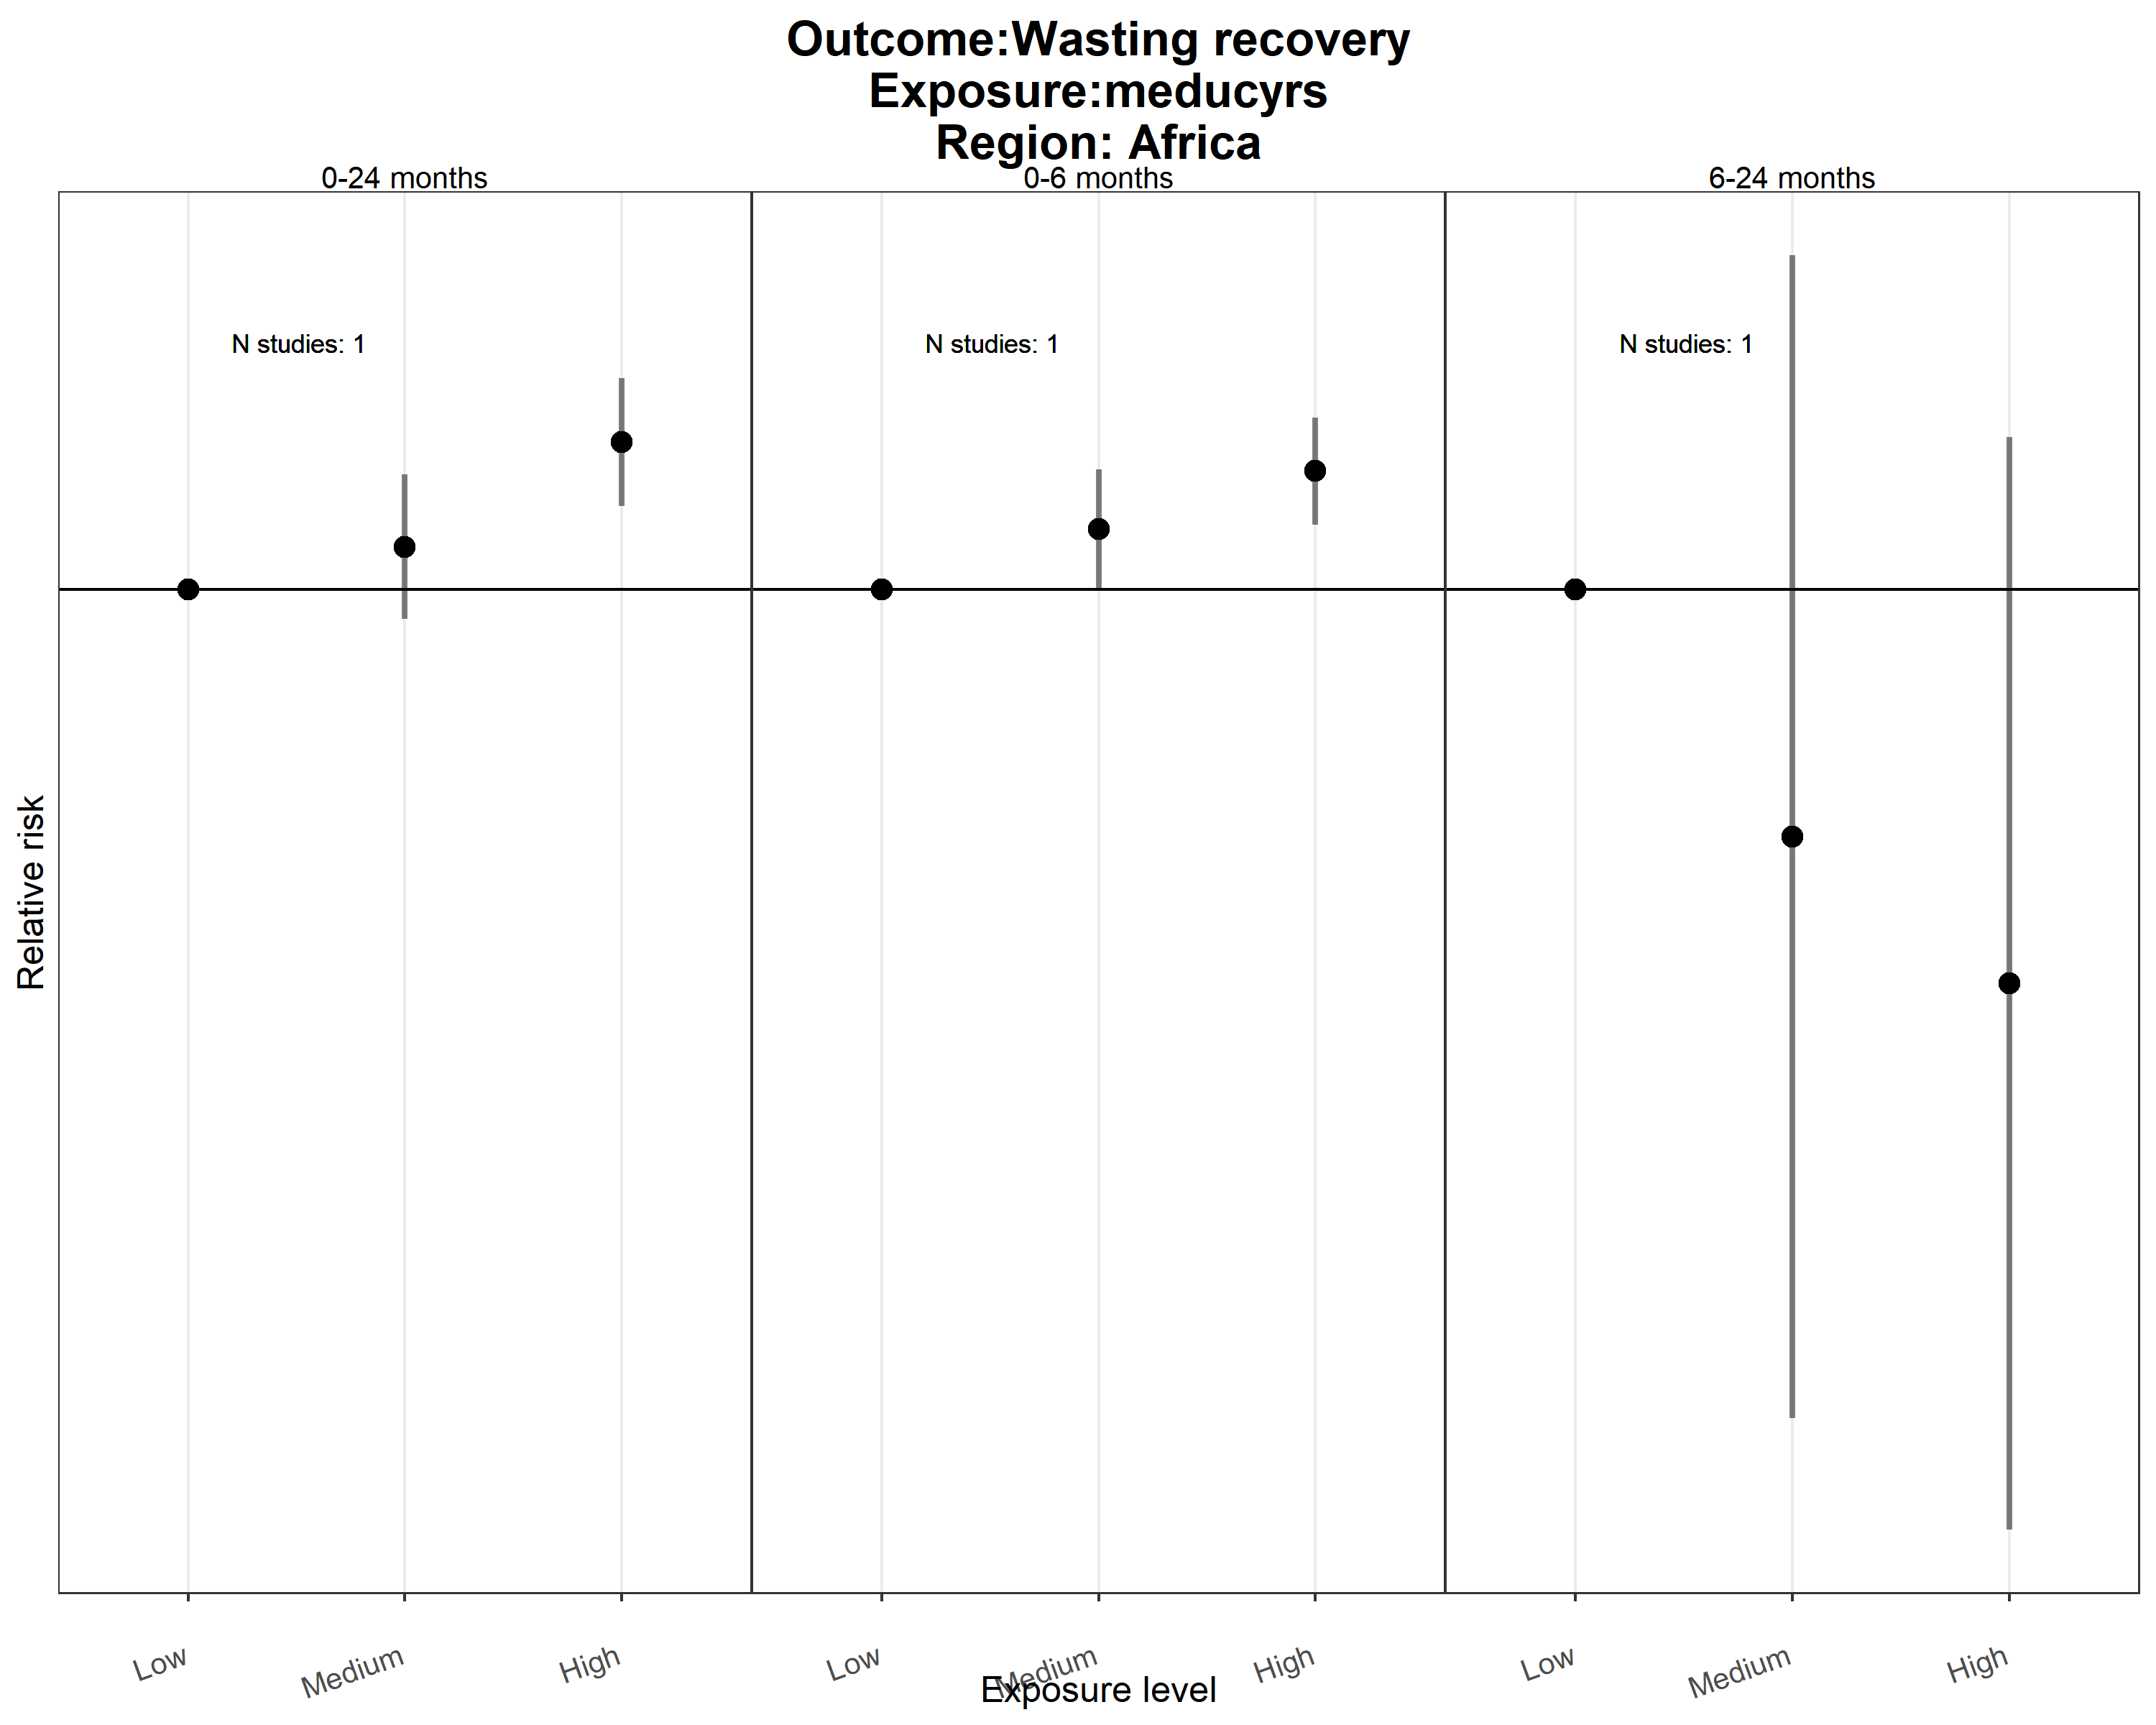 Outcome:Wasting recovery
Exposure:meducyrs
Region: Africa
0-24 months
0-6 months
6-24 months
N studies: 1
N studies: 1
N studies: 1
Relative risk
Low
Medium
High
Low
Medium
High
Low
Medium
High
Exposure level